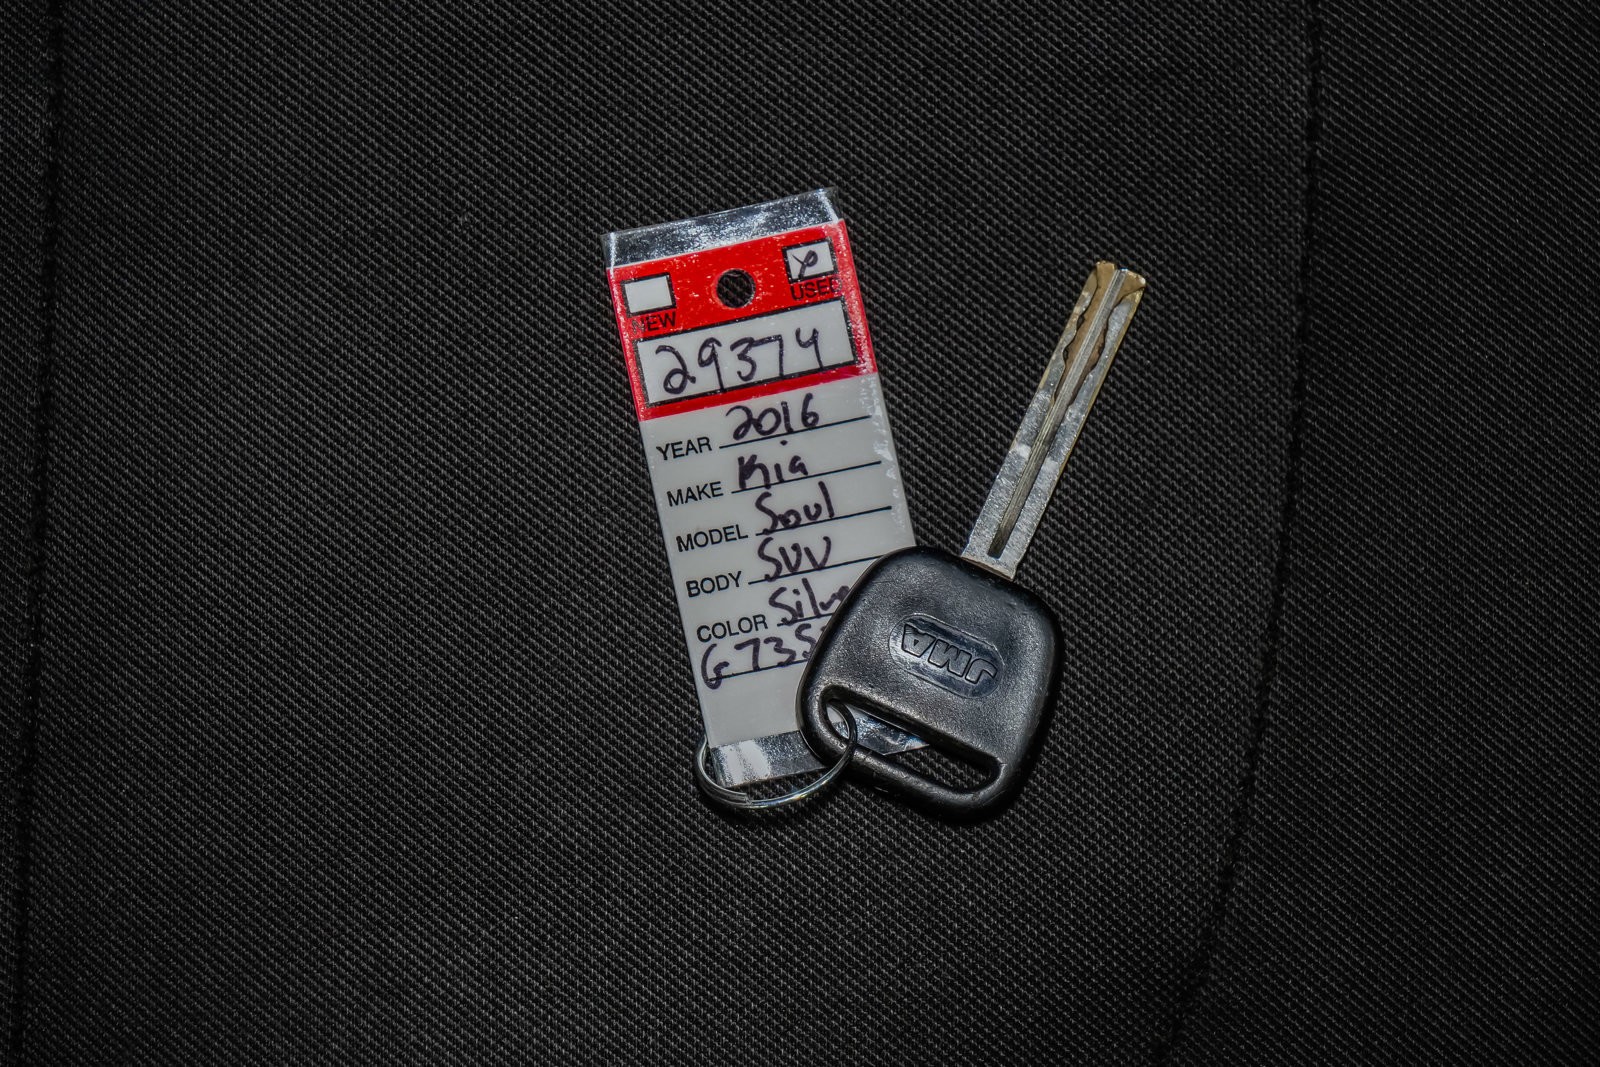 NEW
USED
29374
YEAR 2016
MAKE Kia
MODEL Soul
BODY SUV
COLOR
JMA